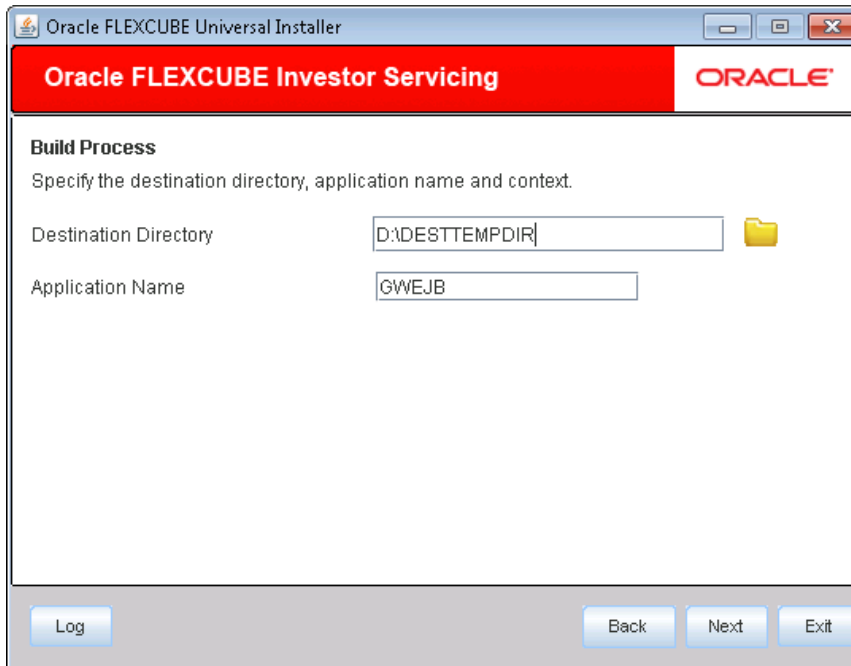 Oracle FLEXCUBE Universal Installer
Oracle FLEXCUBE Investor Servicing
ORACLE
Build Process
Specify the destination directory, application name and context.
Destination Directory D:\DESTTEMPDIR
Application Name GWEJB
Log Back Next Exit